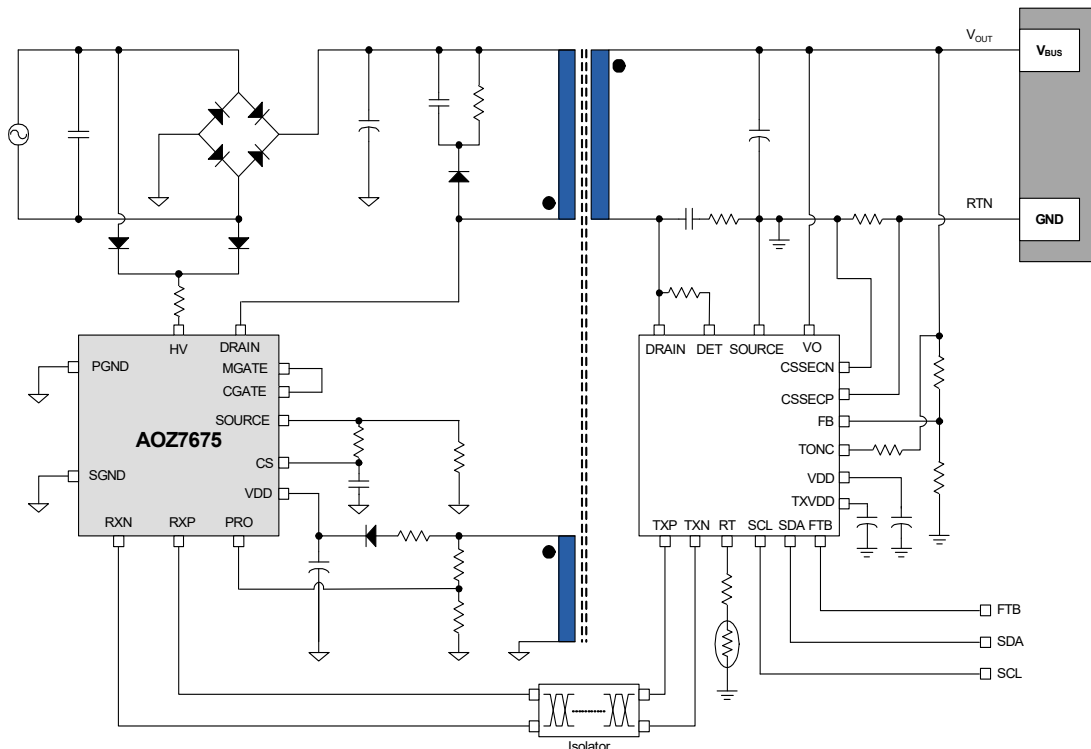 VOUT
VBUS
RTN
GND
HV
DRAIN
PGND
MGATE
CGATE
SOURCE
AOZ7675
CS
SGND
VDD
RXN
RXP
PRO
DRAIN
DET
SOURCE
VO
CSSECN
CSSECP
FB
TONC
VDD
TXVDD
TXP
TXN
RT
SCL
SDA
FTB
FTB
SDA
SCL
Isolator